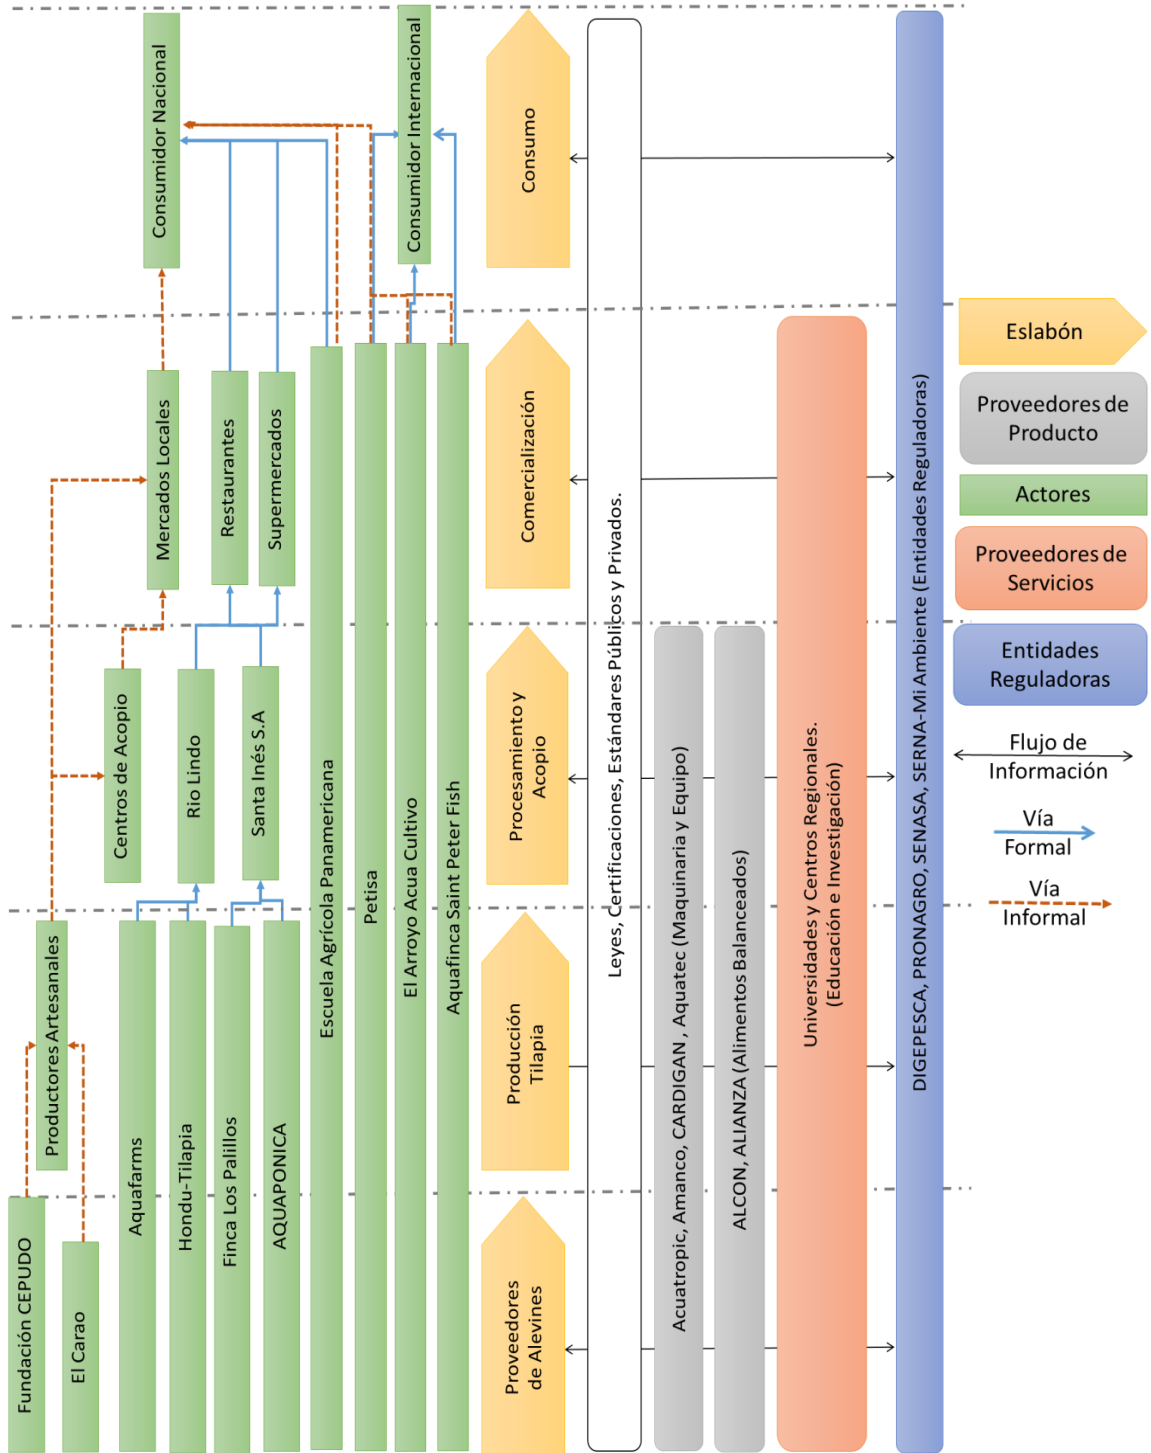 Consumidor Nacional
Consumidor Internacional
Consumo
Mercados Locales
Restaurantes
Supermercados
Comercialización
Centros de Acopio
Rio Lindo
Santa Inés S.A
Escuela Agrícola Panamericana
Petisa
El Arroyo Acua Cultivo
Aquafinca Saint Peter Fish
Procesamiento y
Acopio
Productores Artesanales
Aquafarms
Hondu-Tilapia
Finca Los Palillos
AQUAPONICA
Producción
Tilapia
Fundación CEPUDO
El Carao
Proveedores
de Alevines
Leyes, Certificaciones, Estándares Públicos y Privados.
Acuatropic, Amanco, CARDIGAN , Aquatec (Maquinaria y Equipo)
ALCON, ALIANZA (Alimentos Balanceados)
Universidades y Centros Regionales.
(Educación e Investigación)
DIGEPESCA, PRONAGRO, SENASA, SERNA-Mi Ambiente (Entidades Reguladoras)
Eslabón
Proveedores de
Producto
Actores
Proveedores de
Servicios
Entidades
Reguladoras
Flujo de
Información
Vía
Formal
Vía
Informal